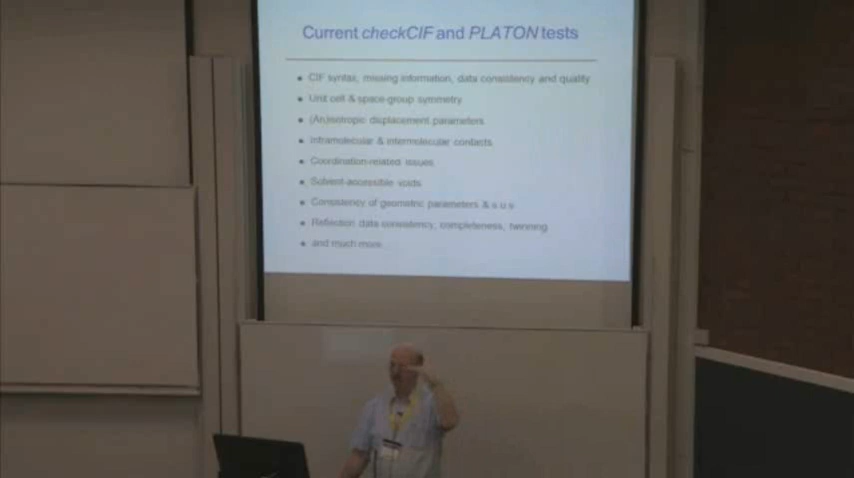 Current checkCIF and PLATON tests
• CIF syntax, missing information, data consistency and quality
• Unit cell & space-group symmetry
• (An)isotropic displacement parameters
• Intramolecular & intermolecular contacts
• Coordination-related issues
• Solvent-accessible voids
• Consistency of geometric parameters & s.u.s
• Reflection data consistency, completeness, twinning
• and much more